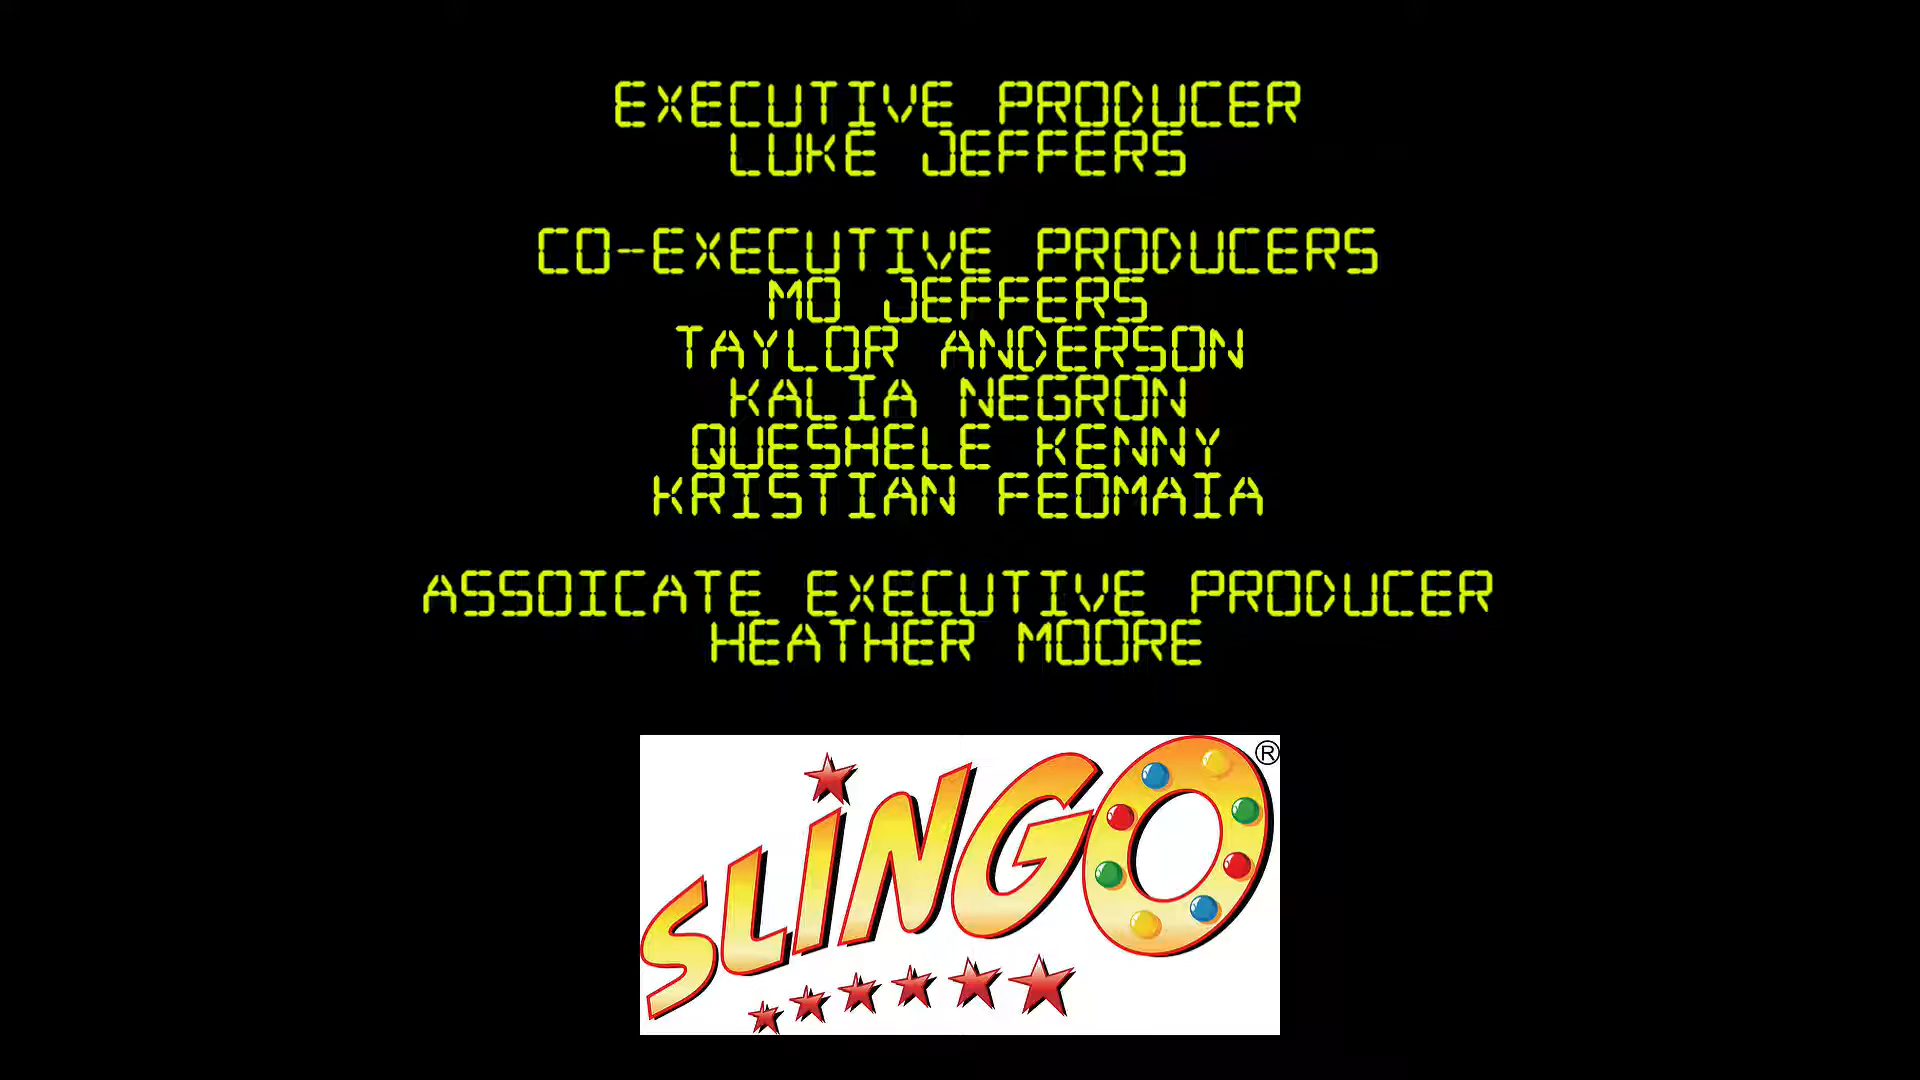 EXECUTIVE PRODUCER
LUKE JEFFERS
CO-EXECUTIVE PRODUCERS
MO JEFFERS
TAYLOR ANDERSON
KALIA NEGRON
QUESHELE KENNY
KRISTIAN FEOMAIA
ASSOICATE EXECUTIVE PRODUCER
HEATHER MOORE
SLiNGO®